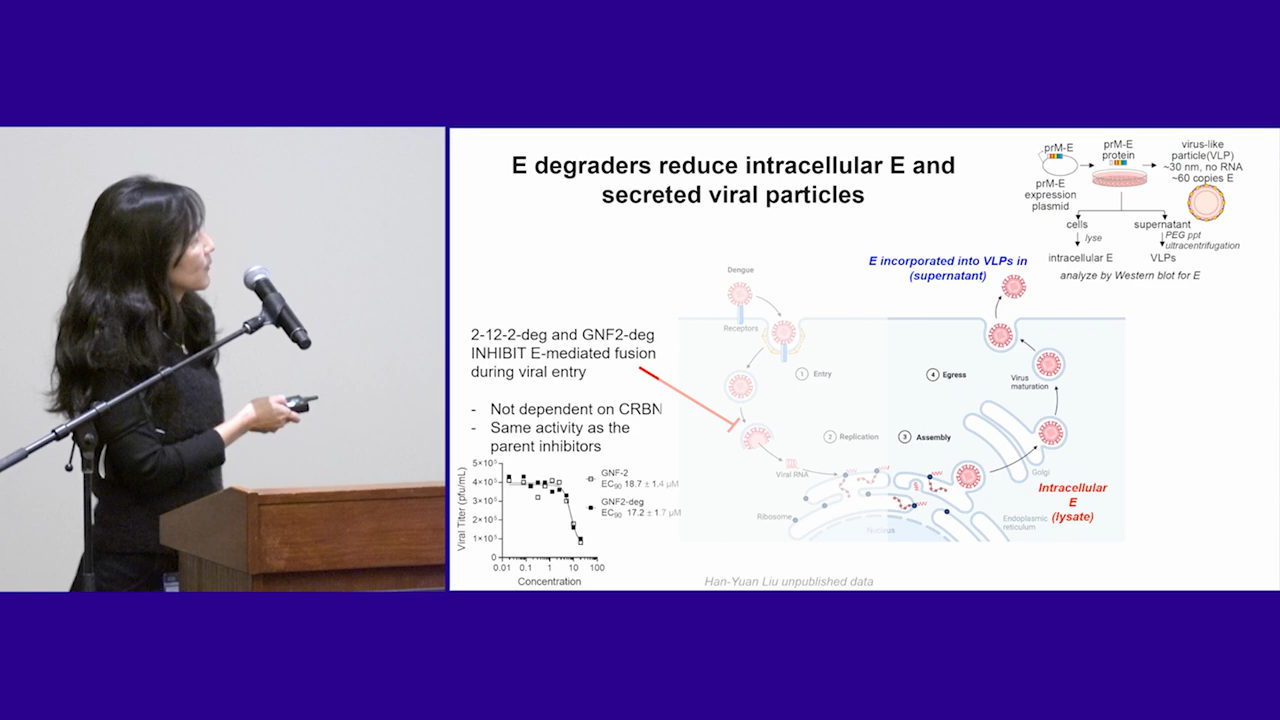 E degraders reduce intracellular E and
secreted viral particles
prM-E
prM-E
expression
plasmid
prM-E
protein
virus-like
particle(VLP)
~30 nm, no RNA
~60 copies E
cells
supernatant
lyse
PEG ppt
ultracentrifugation
intracellular E
VLPs
analyze by Western blot for E
E incorporated into VLPs in
(supernatant)
Dengue
Receptors
2-12-2-deg and GNF2-deg
INHIBIT E-mediated fusion
during viral entry
- Not dependent on CRBN
- Same activity as the
parent inhibitors
1 Entry
4 Egress
Virus
maturation
2 Replication
3 Assembly
Viral RNA
Golgi
Ribosome
Nucleus
Endoplasmic
reticulum
Intracellular
E
(lysate)
Viral Titer (pfu/mL)
5×10⁵
4×10⁵
3×10⁵
2×10⁵
1×10⁵
0
0.01 0.1 1 10 100
Concentration
GNF-2
EC₉₀ 18.7 ± 1.4 μM
GNF2-deg
EC₉₀ 17.2 ± 1.7 μM
Han-Yuan Liu unpublished data